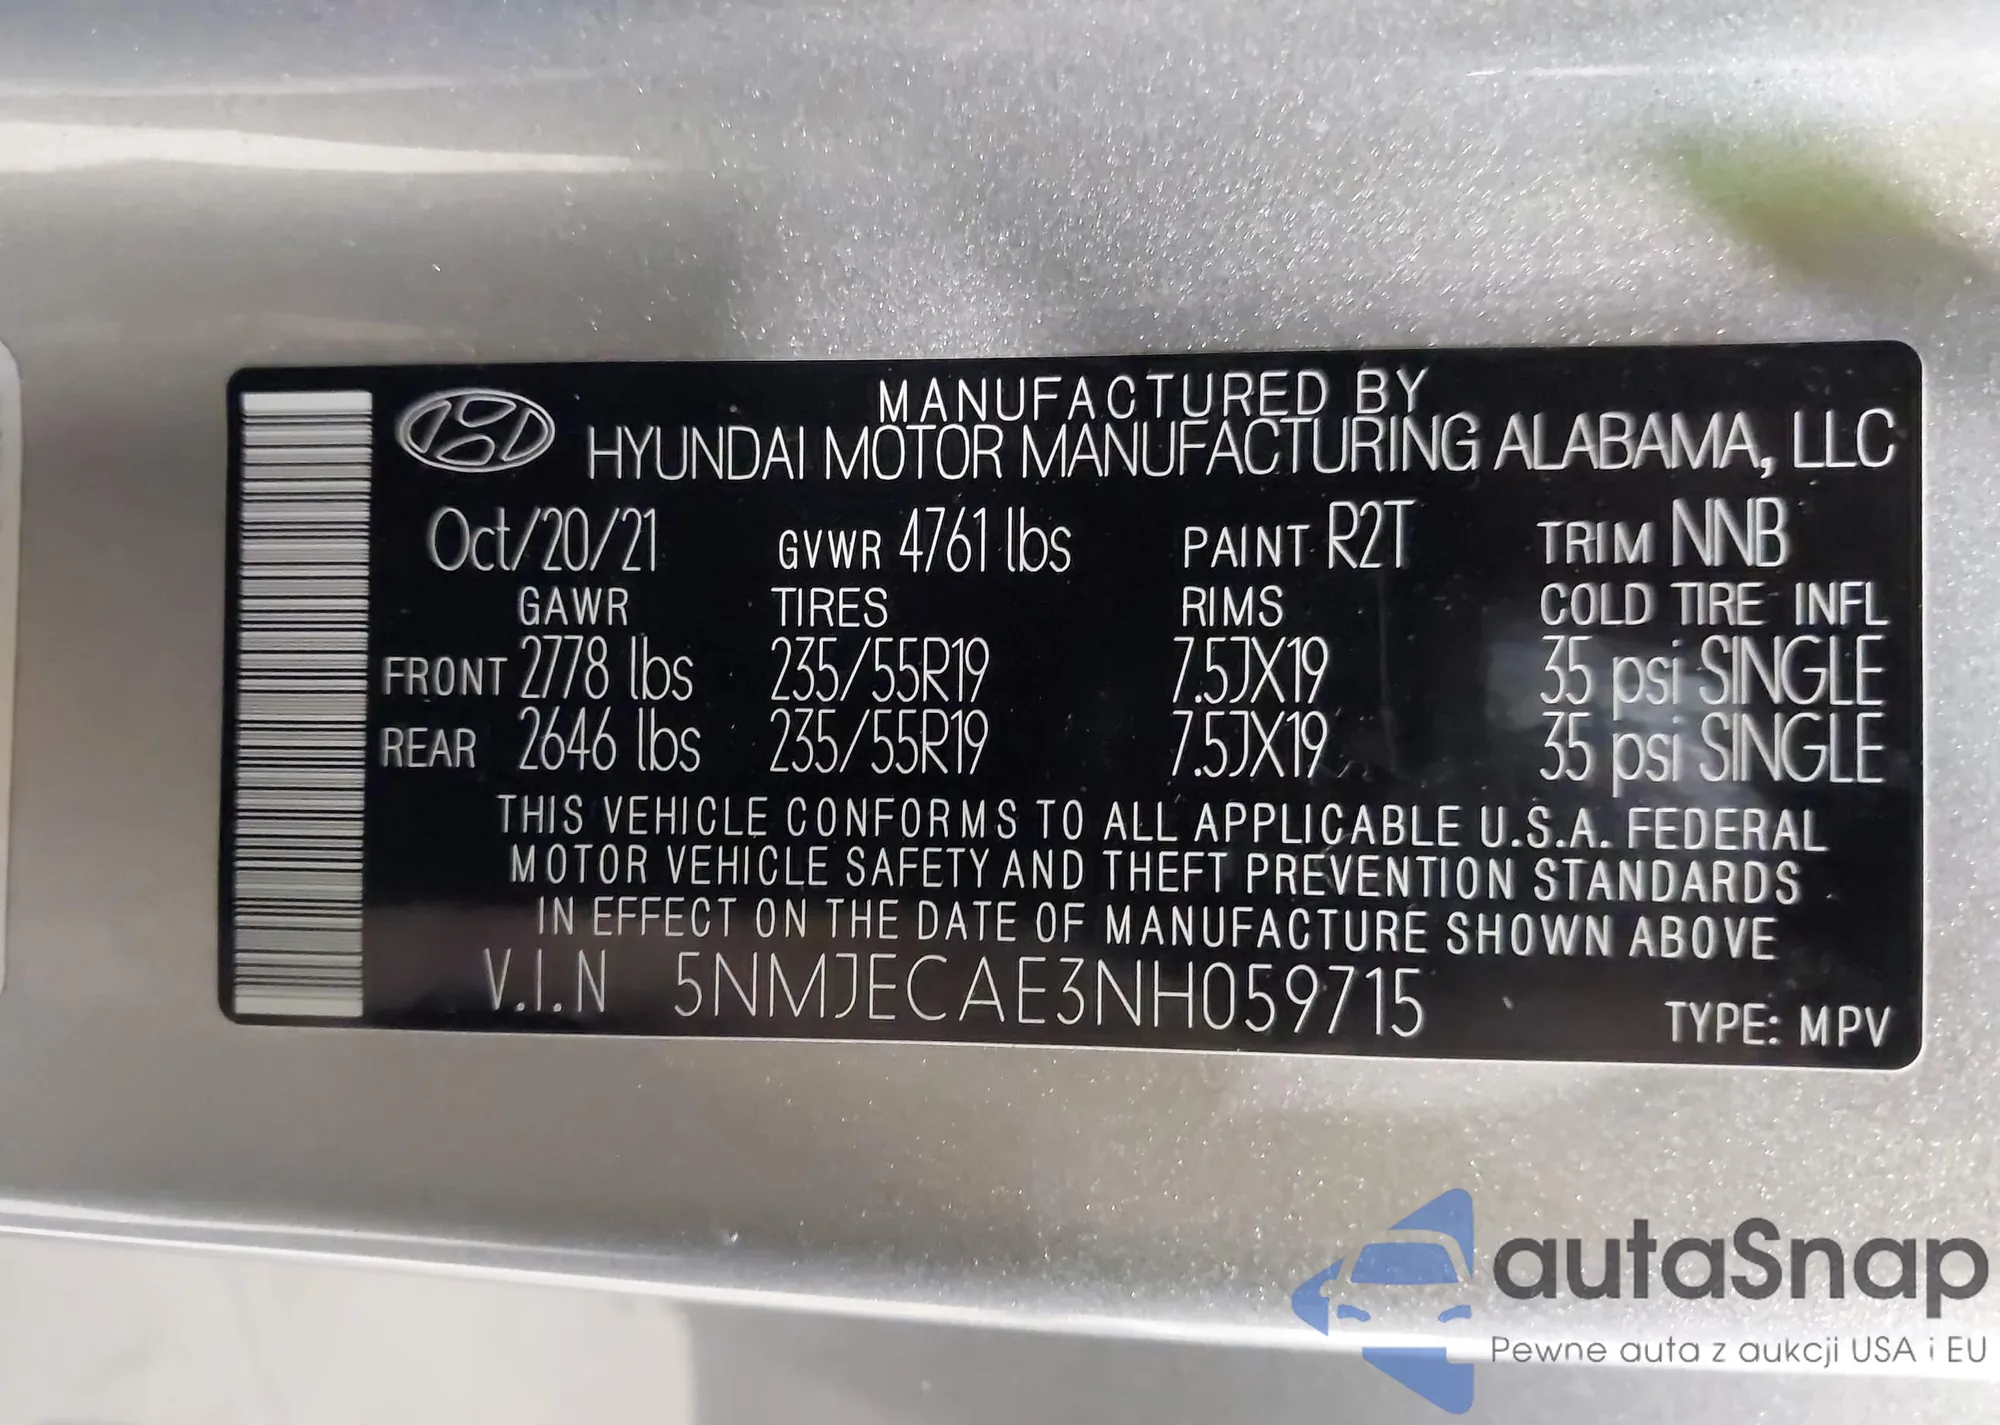 MANUFACTURED BY
HYUNDAI MOTOR MANUFACTURING ALABAMA, LLC
Oct/20/21 GVWR 4761 lbs PAINT R2T TRIM NNB
GAWR TIRES RIMS COLD TIRE INFL
FRONT 2778 lbs 235/55R19 7.5JX19 35 psi SINGLE
REAR 2646 lbs 235/55R19 7.5JX19 35 psi SINGLE
THIS VEHICLE CONFORMS TO ALL APPLICABLE U.S.A. FEDERAL
MOTOR VEHICLE SAFETY AND THEFT PREVENTION STANDARDS
IN EFFECT ON THE DATE OF MANUFACTURE SHOWN ABOVE
V.I.N 5NMJECAE3NH059715 TYPE: MPV
autaSnap
Pewne auta z aukcji USA i EU